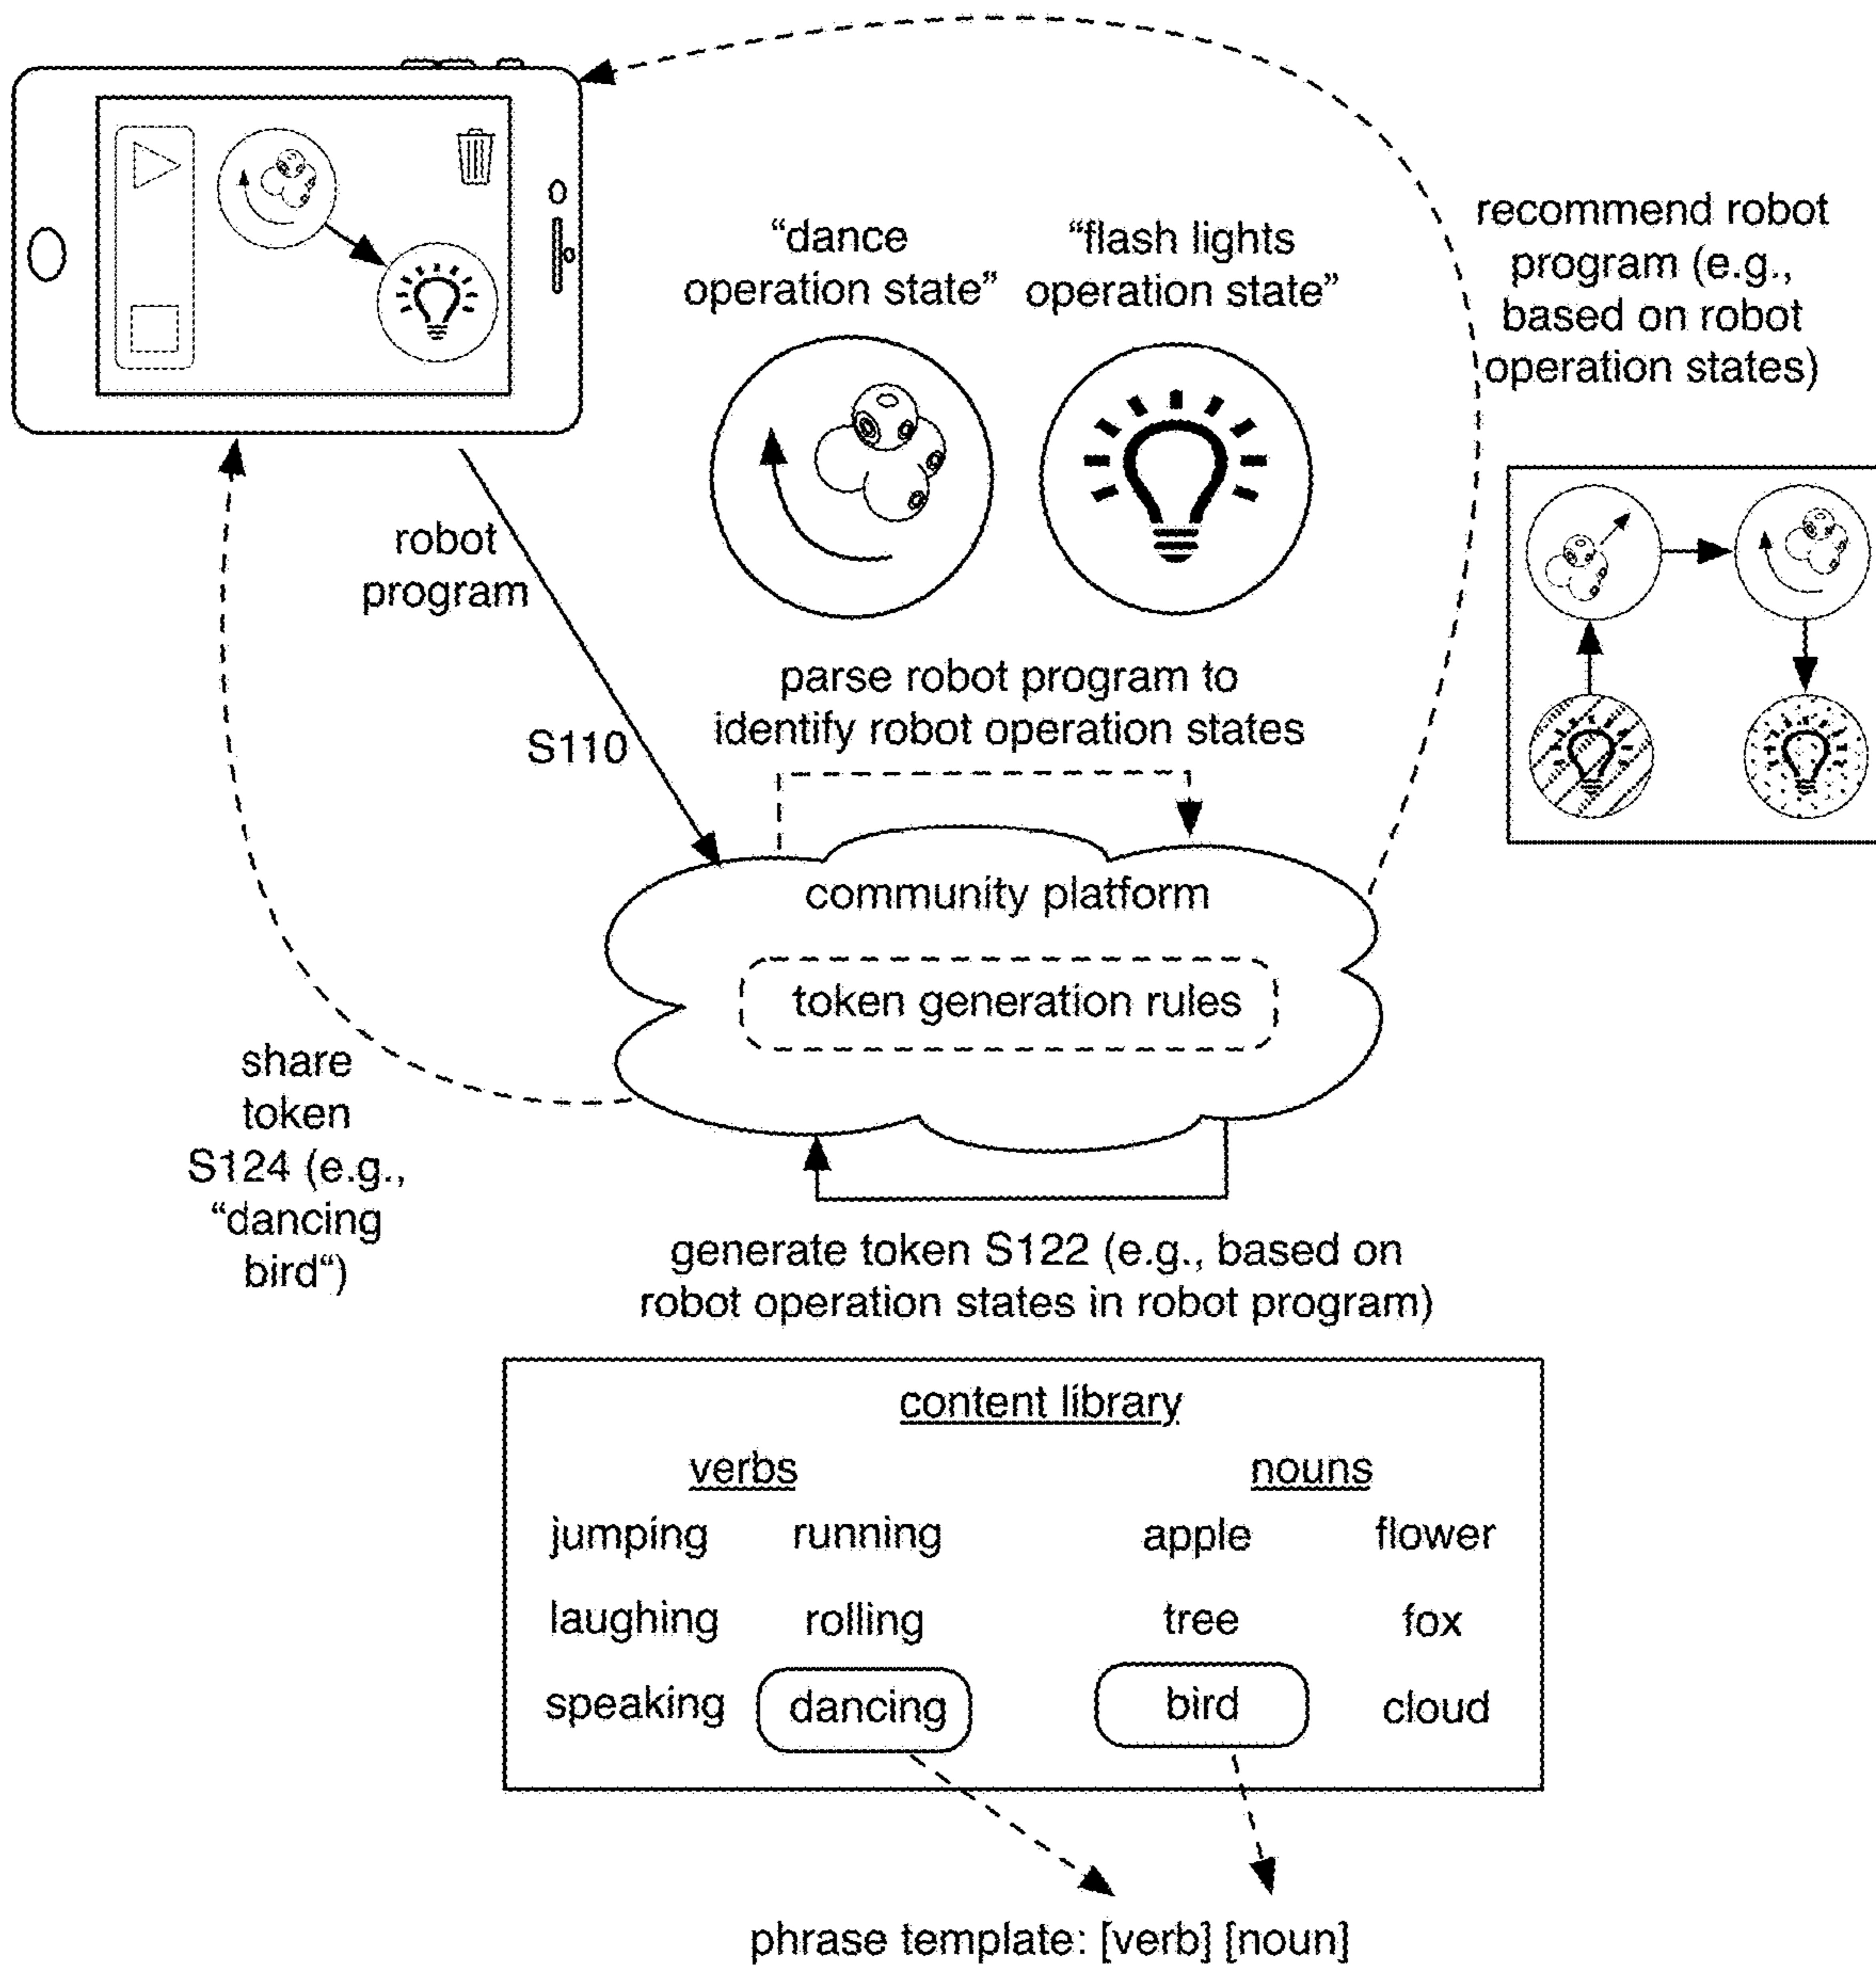 “dance
operation state”
“flash lights
operation state”
recommend robot
program (e.g.,
based on robot
operation states)
robot
program
S110
parse robot program to
identify robot operation states
community platform
token generation rules
share
token
S124 (e.g.,
“dancing
bird“)
generate token S122 (e.g., based on
robot operation states in robot program)
content library
verbs
nouns
jumping running apple flower
laughing rolling tree fox
speaking dancing bird cloud
phrase template: [verb] [noun]